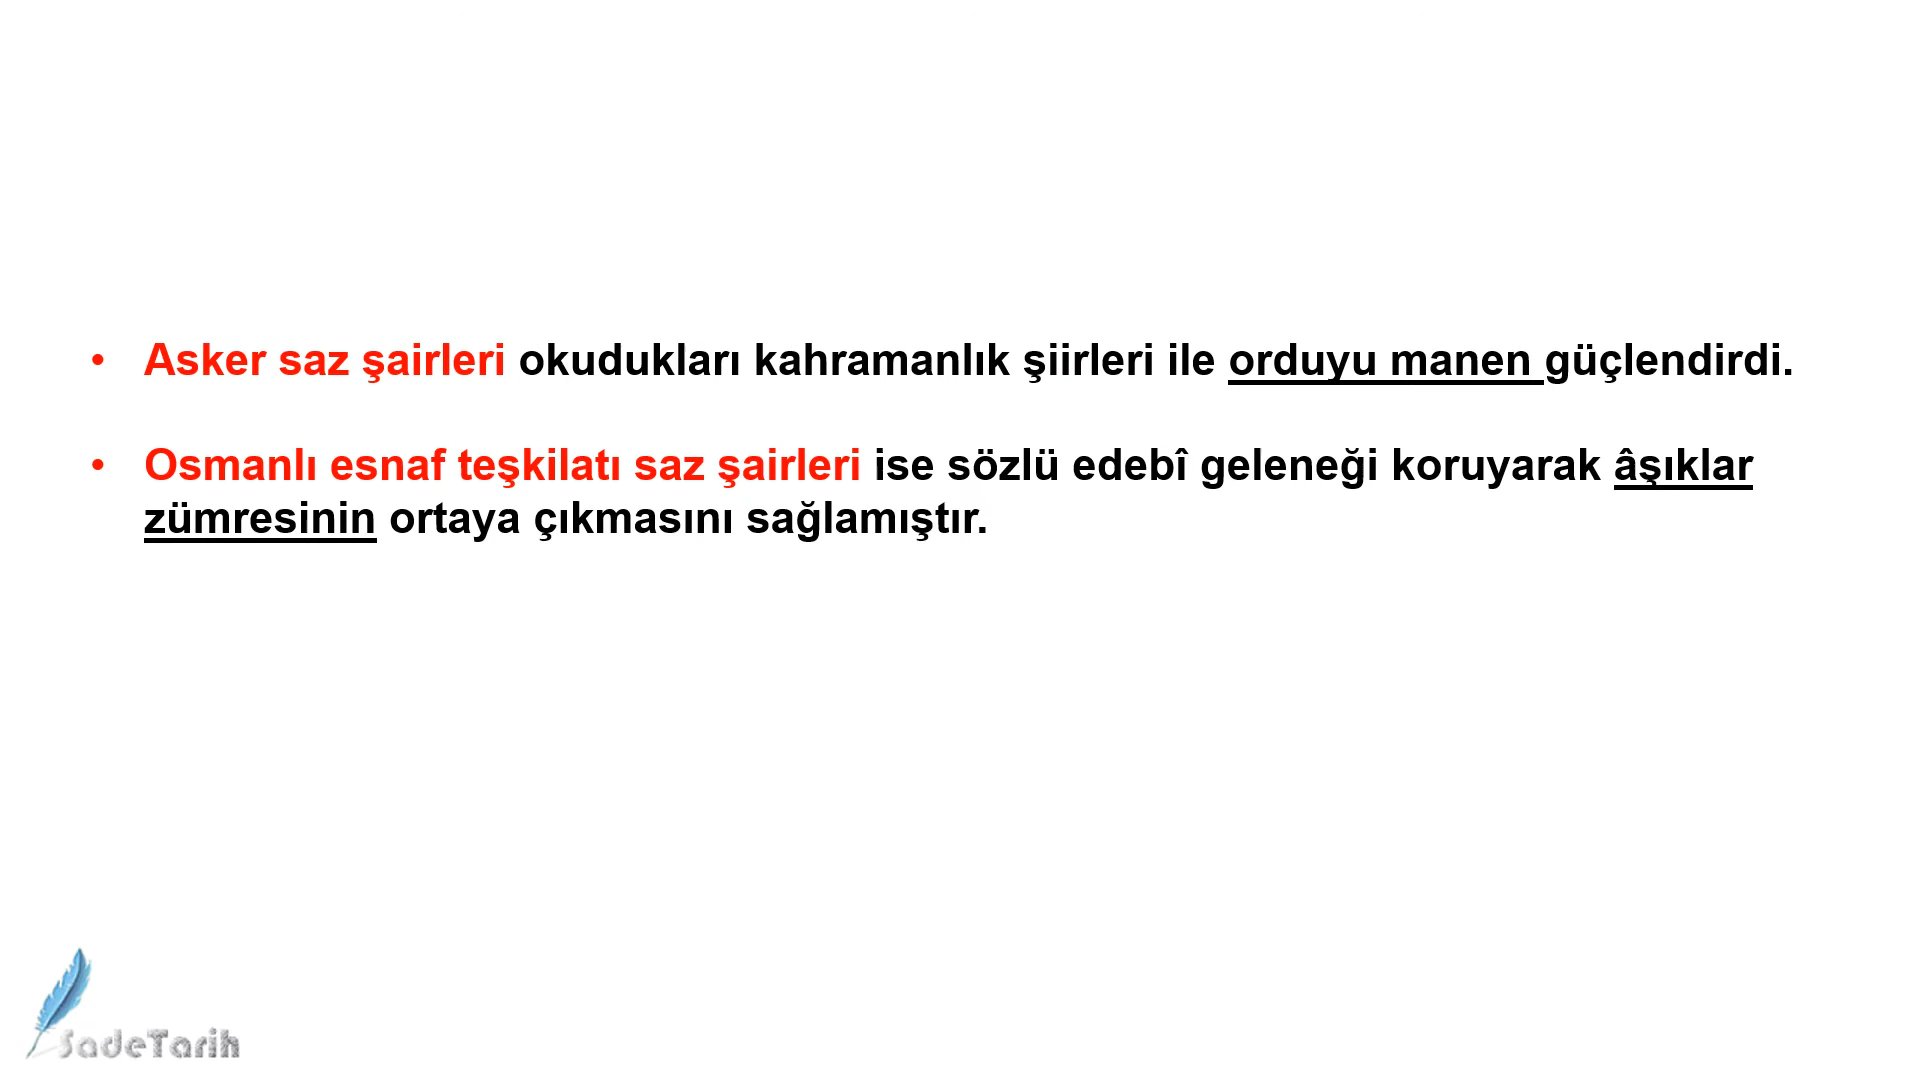 • Asker saz şairleri okudukları kahramanlık şiirleri ile orduyu manen güçlendirdi.
• Osmanlı esnaf teşkilatı saz şairleri ise sözlü edebî geleneği koruyarak âşıklar
zümresinin ortaya çıkmasını sağlamıştır.
SadeTarih